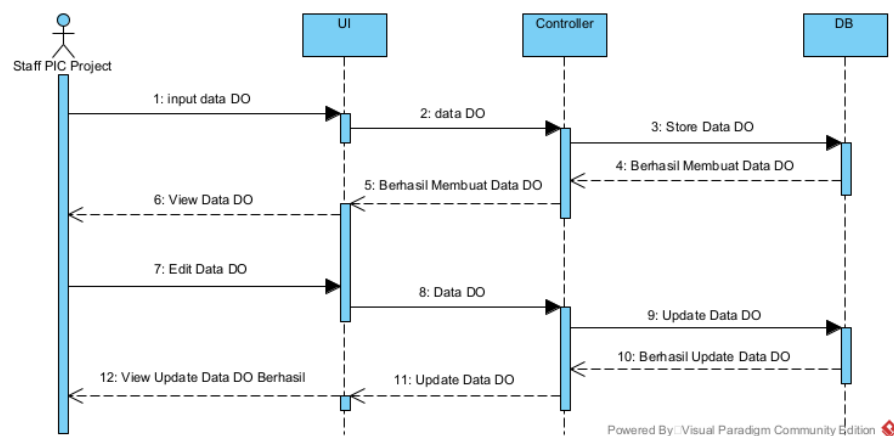 UI
Controller
DB
Staff PIC Project
1: input data DO
2: data DO
3: Store Data DO
4: Berhasil Membuat Data DO
5: Berhasil Membuat Data DO
6: View Data DO
7: Edit Data DO
8: Data DO
9: Update Data DO
10: Berhasil Update Data DO
11: Update Data DO
12: View Update Data DO Berhasil
Powered By Visual Paradigm Community Edition